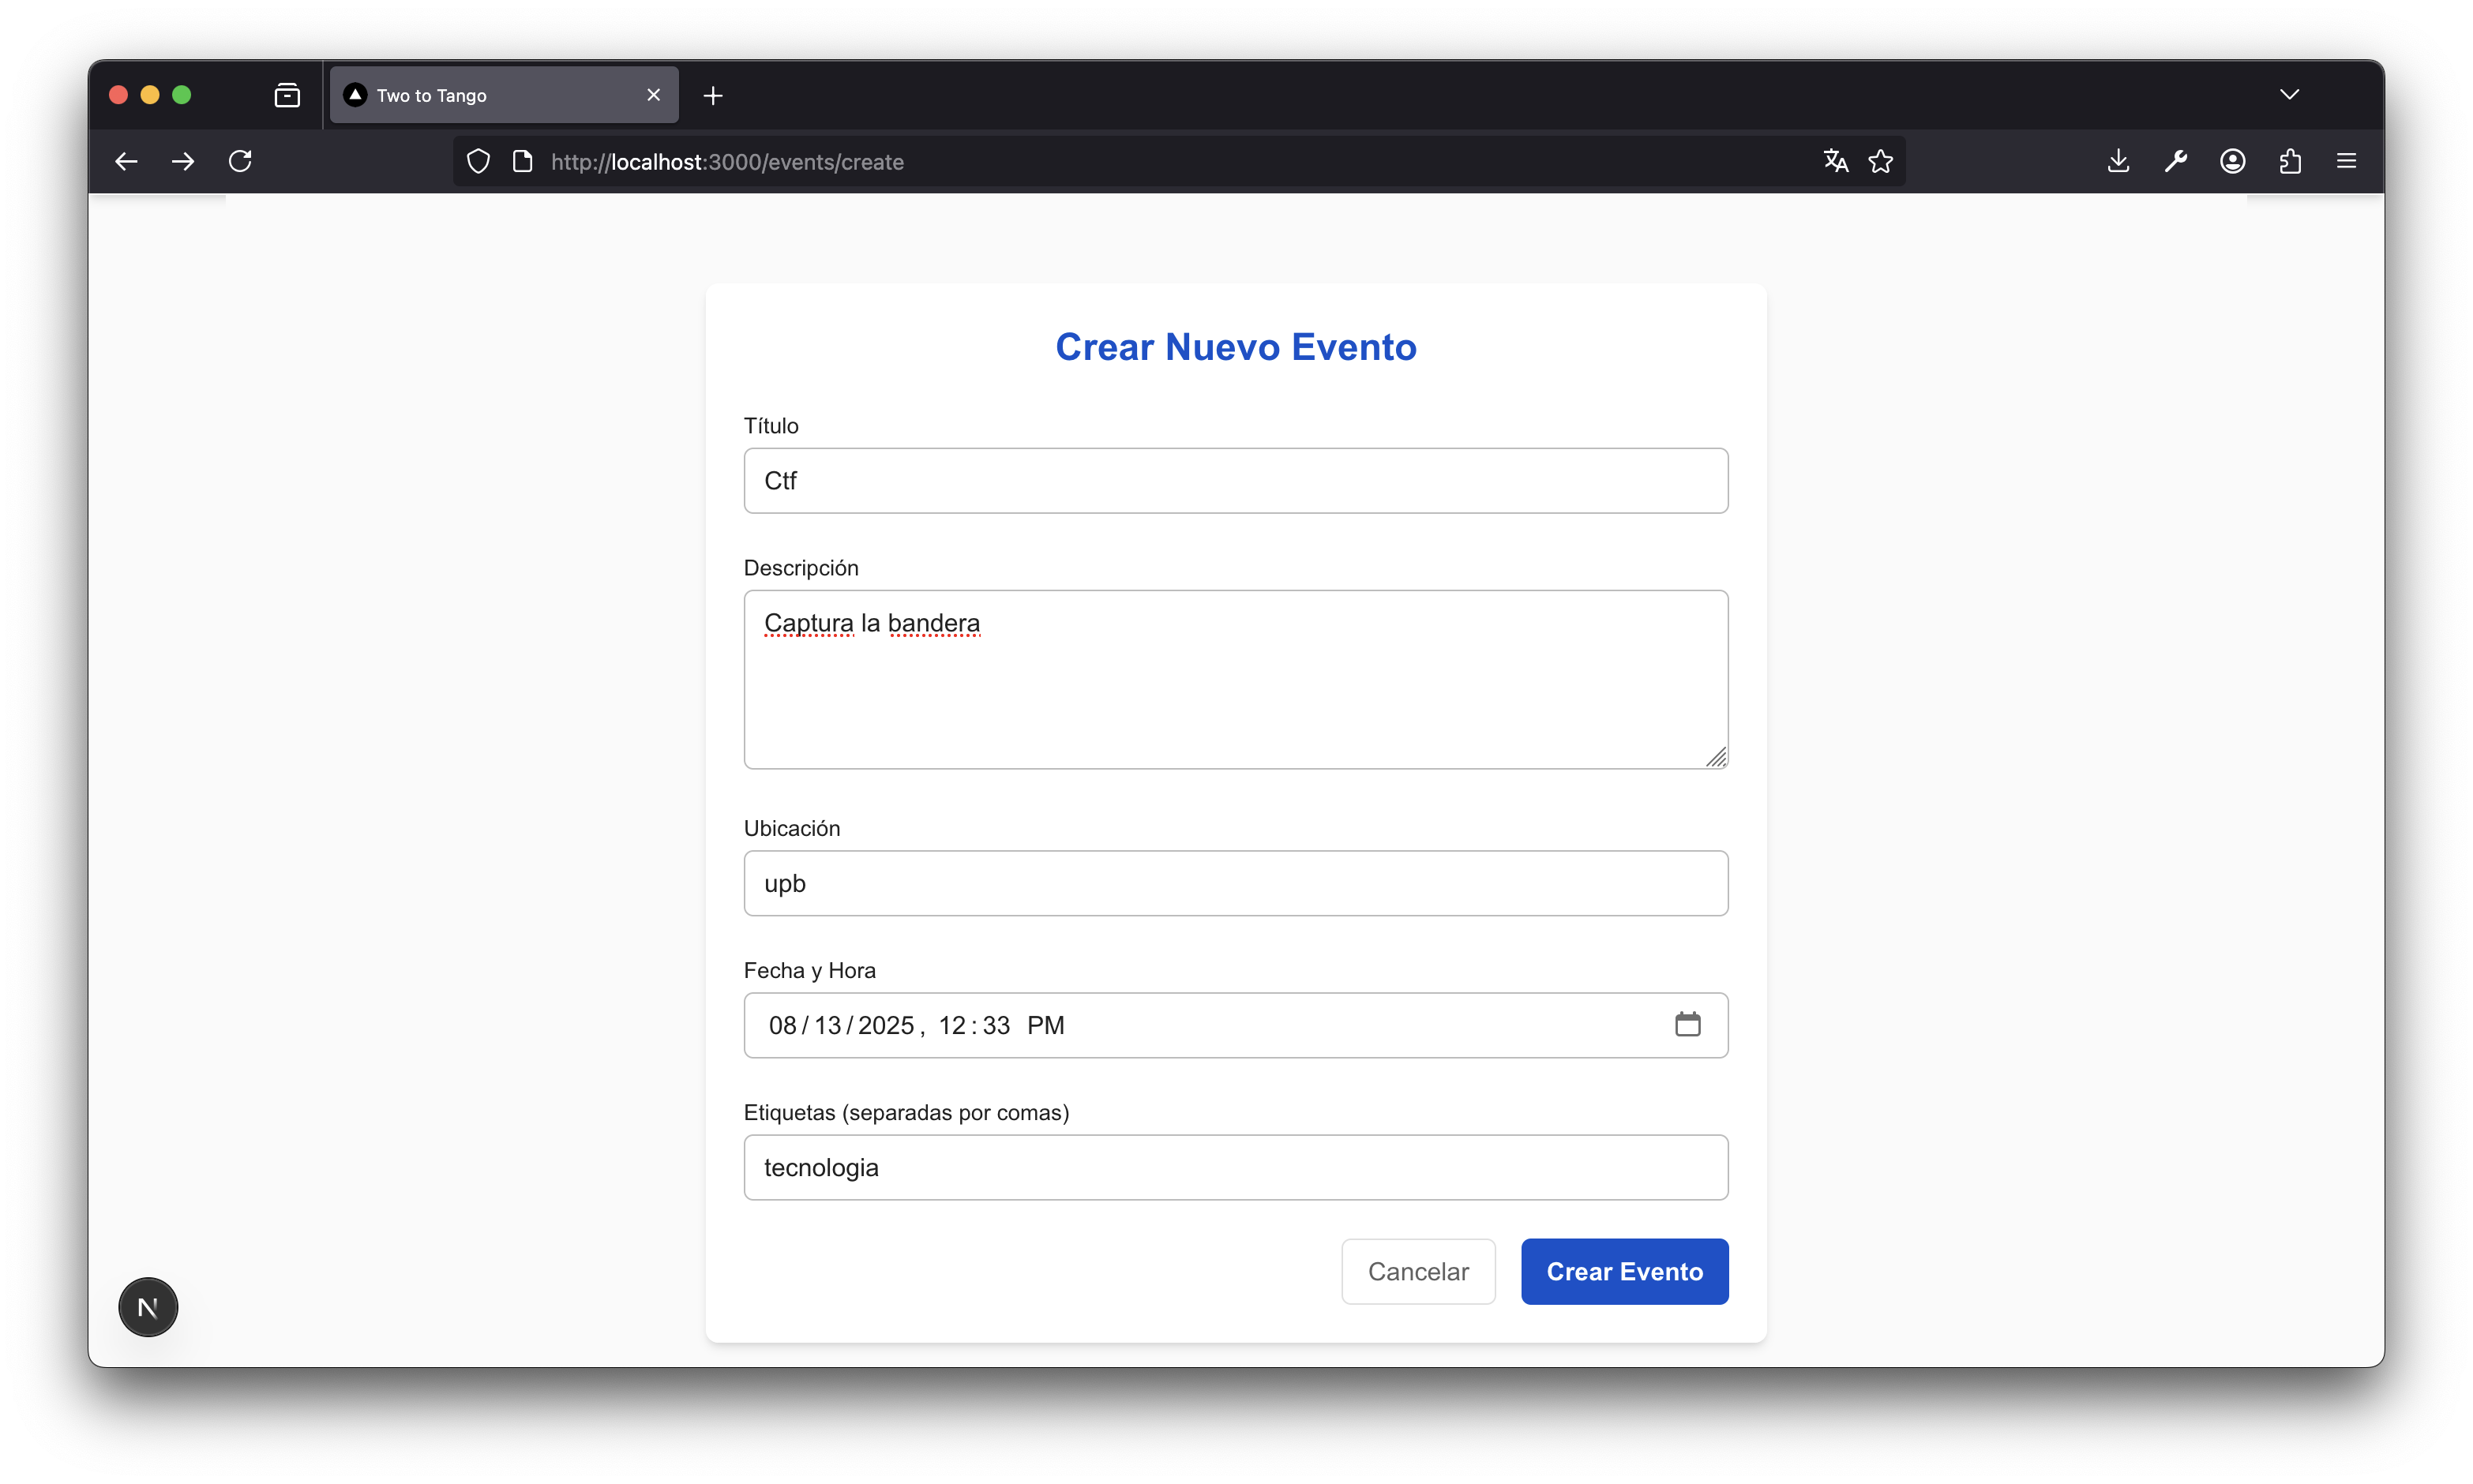 Two to Tango
http://localhost:3000/events/create
Crear Nuevo Evento
Título
Ctf
Descripción
Captura la bandera
Ubicación
upb
Fecha y Hora
08/13/2025, 12:33 PM
Etiquetas (separadas por comas)
tecnologia
Cancelar
Crear Evento
N